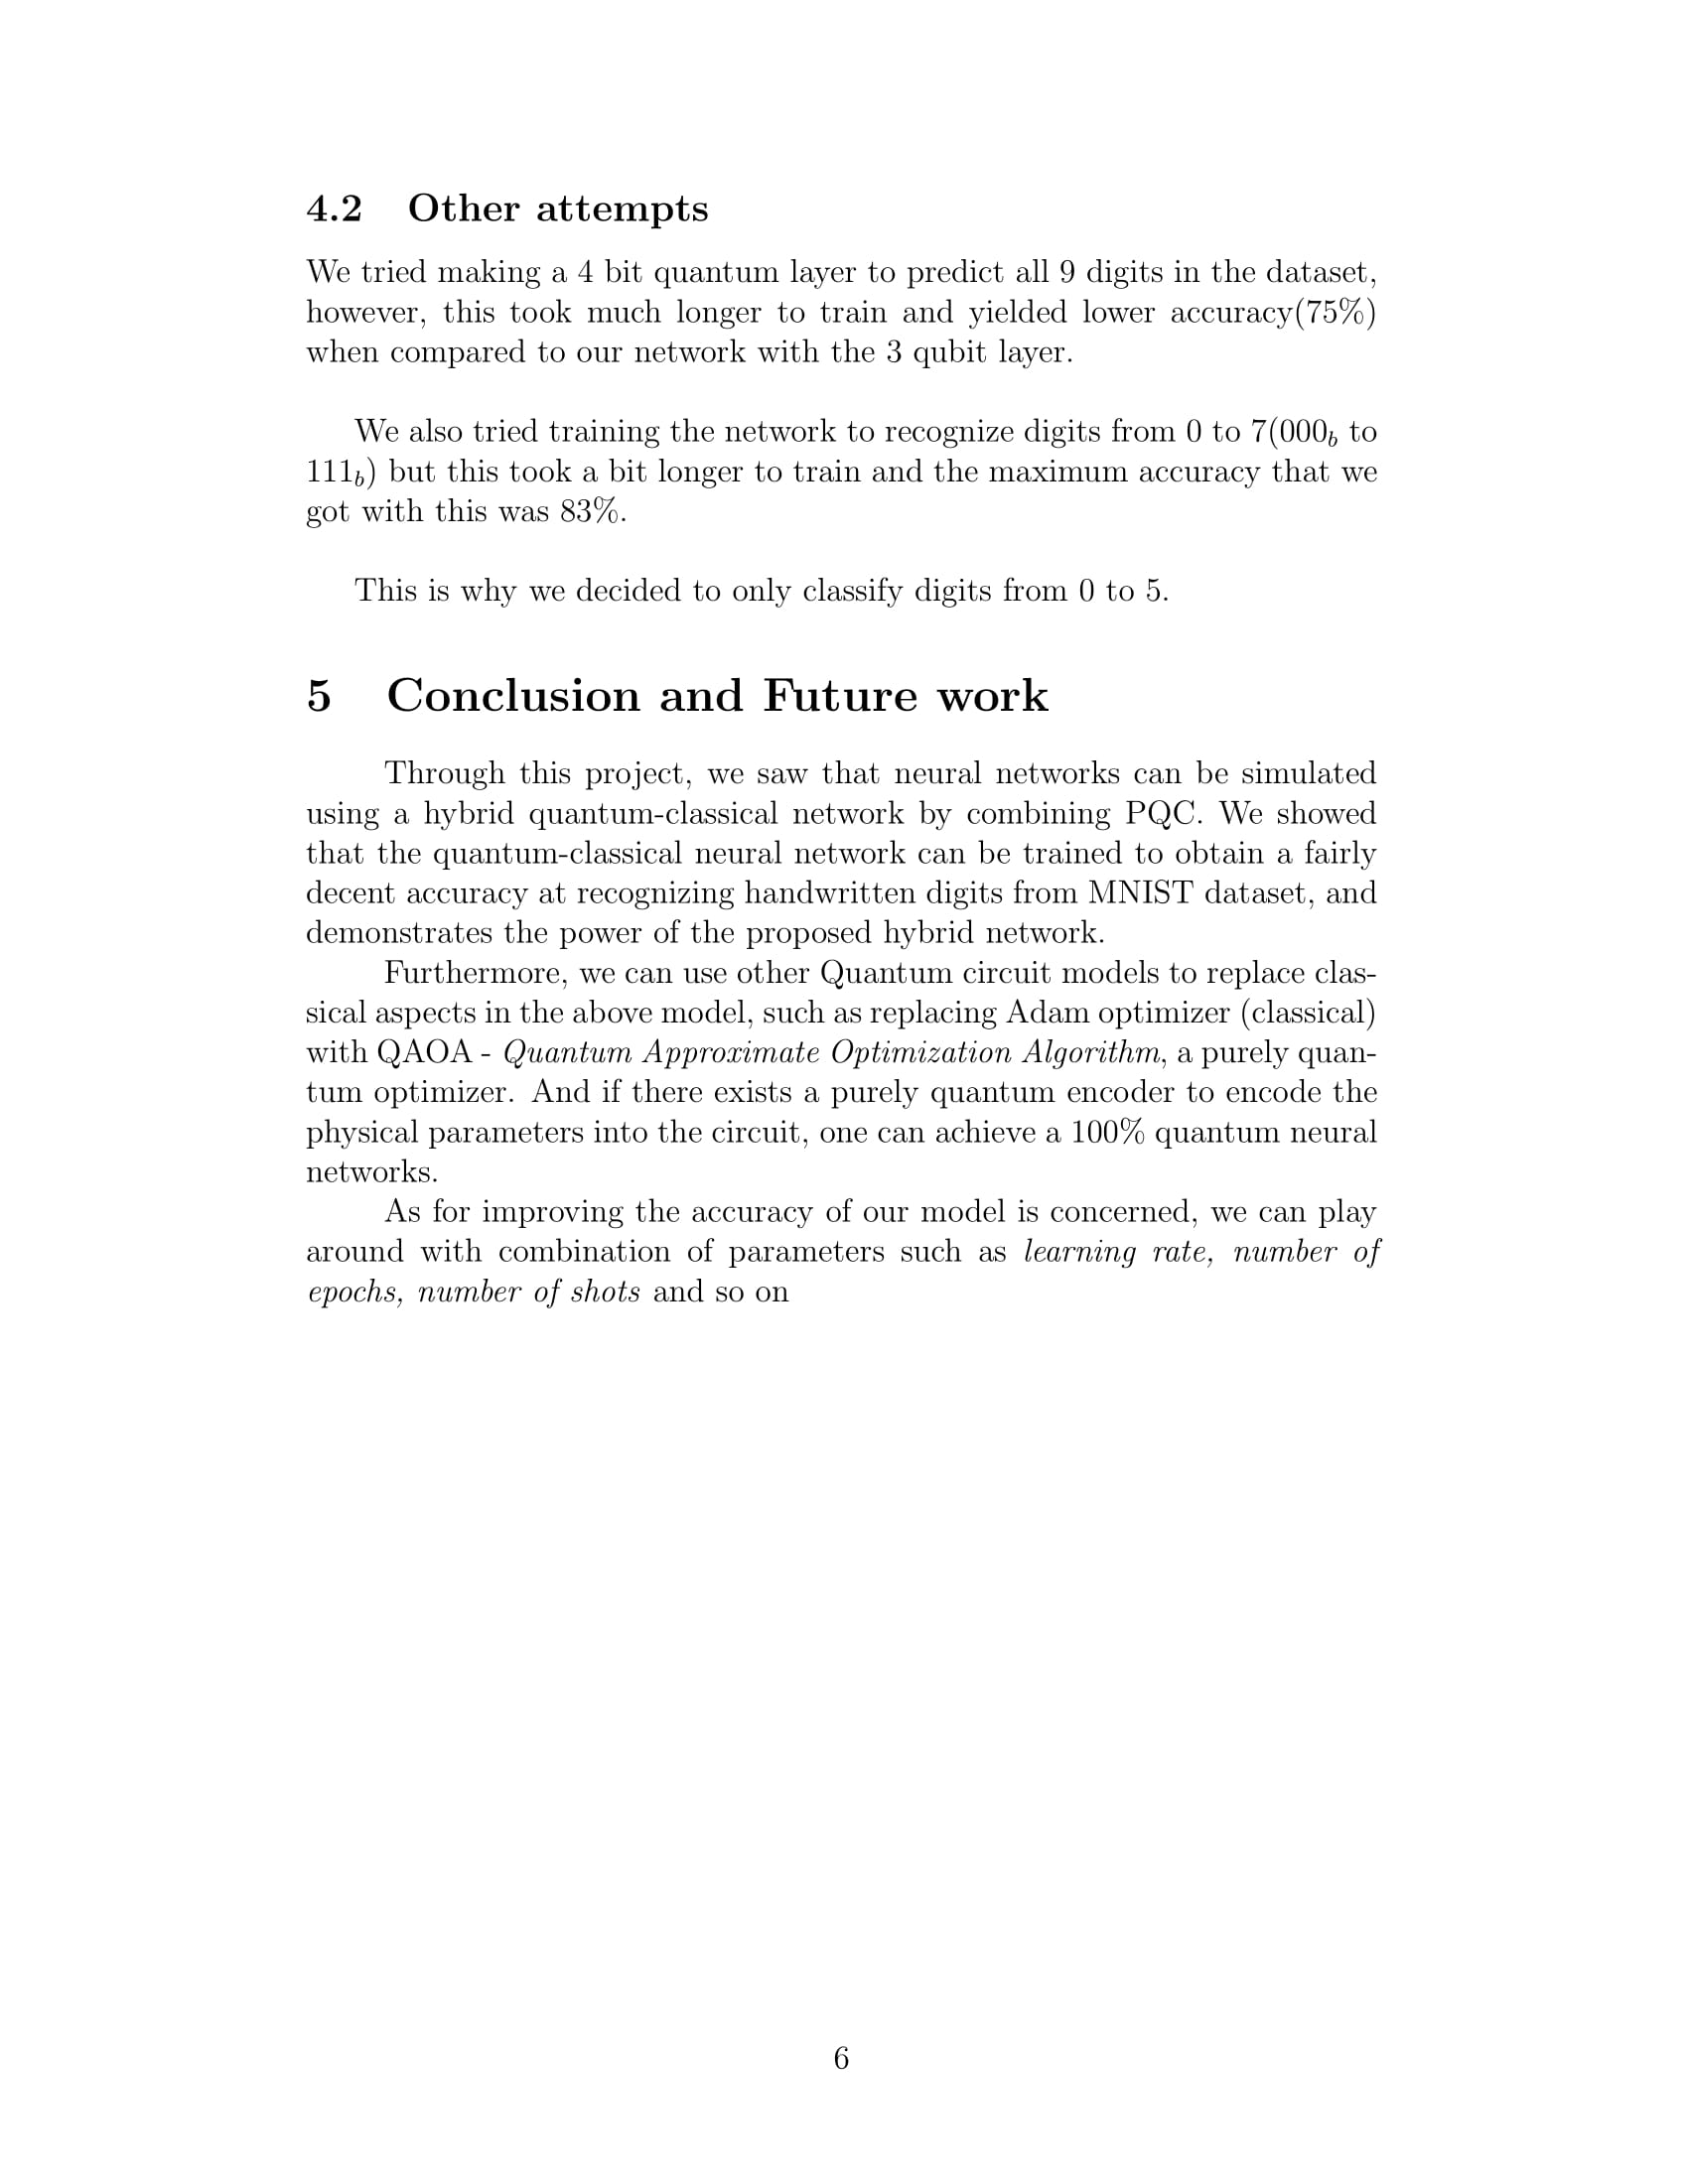 4.2 Other attempts
We tried making a 4 bit quantum layer to predict all 9 digits in the dataset,
however, this took much longer to train and yielded lower accuracy(75%)
when compared to our network with the 3 qubit layer.
We also tried training the network to recognize digits from 0 to 7(000_b to
111_b) but this took a bit longer to train and the maximum accuracy that we
got with this was 83%.
This is why we decided to only classify digits from 0 to 5.
5 Conclusion and Future work
Through this project, we saw that neural networks can be simulated
using a hybrid quantum-classical network by combining PQC. We showed
that the quantum-classical neural network can be trained to obtain a fairly
decent accuracy at recognizing handwritten digits from MNIST dataset, and
demonstrates the power of the proposed hybrid network.
Furthermore, we can use other Quantum circuit models to replace clas-
sical aspects in the above model, such as replacing Adam optimizer (classical)
with QAOA - Quantum Approximate Optimization Algorithm, a purely quan-
tum optimizer. And if there exists a purely quantum encoder to encode the
physical parameters into the circuit, one can achieve a 100% quantum neural
networks.
As for improving the accuracy of our model is concerned, we can play
around with combination of parameters such as learning rate, number of
epochs, number of shots and so on
6